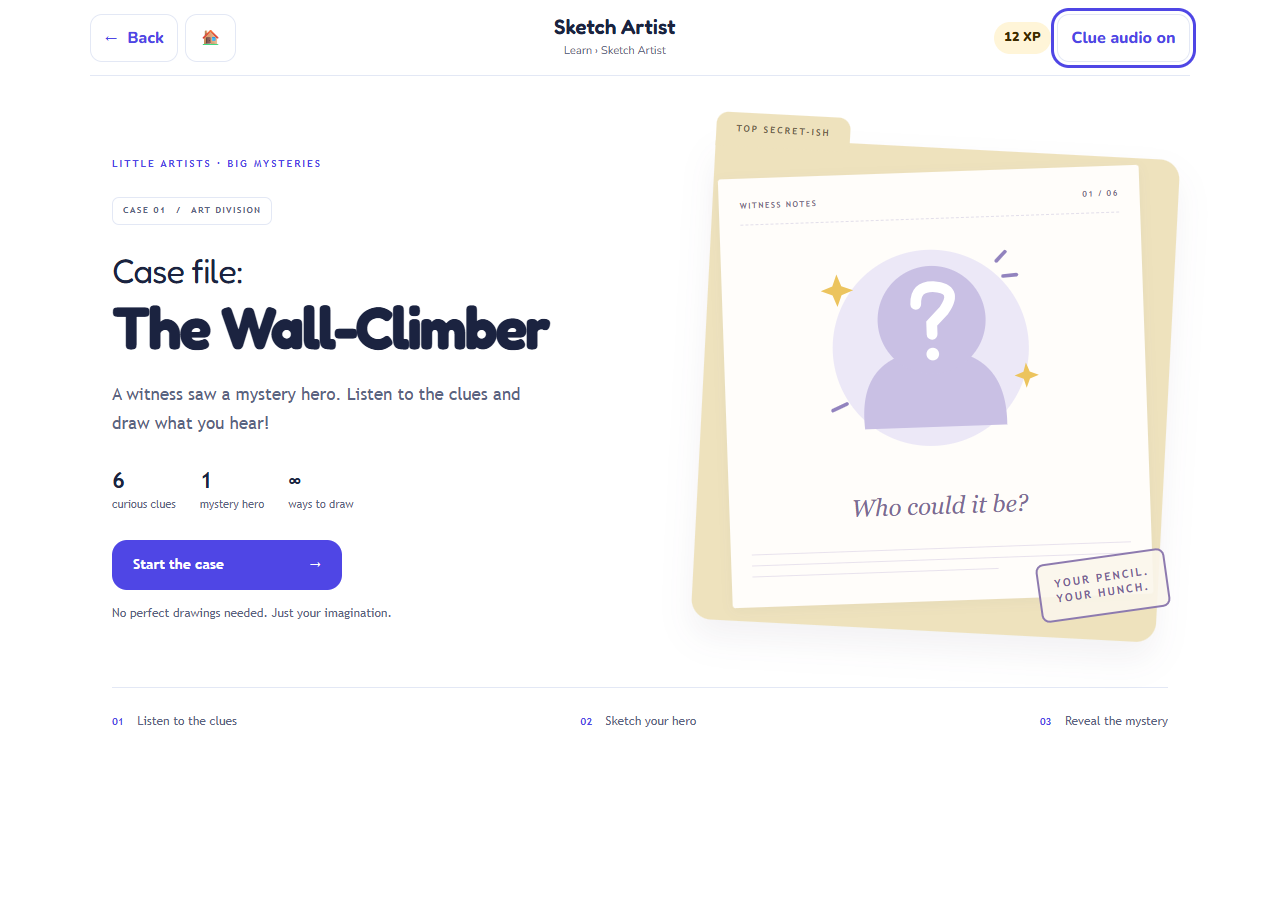 ← Back
Sketch Artist
Learn › Sketch Artist
12 XP
Clue audio on
LITTLE ARTISTS · BIG MYSTERIES
CASE 01 / ART DIVISION
Case file:
The Wall-Climber
A witness saw a mystery hero. Listen to the clues and
draw what you hear!
6
curious clues
1
mystery hero
∞
ways to draw
Start the case →
No perfect drawings needed. Just your imagination.
TOP SECRET-ISH
WITNESS NOTES
01 / 06
?
Who could it be?
YOUR PENCIL.
YOUR HUNCH.
01 Listen to the clues
02 Sketch your hero
03 Reveal the mystery